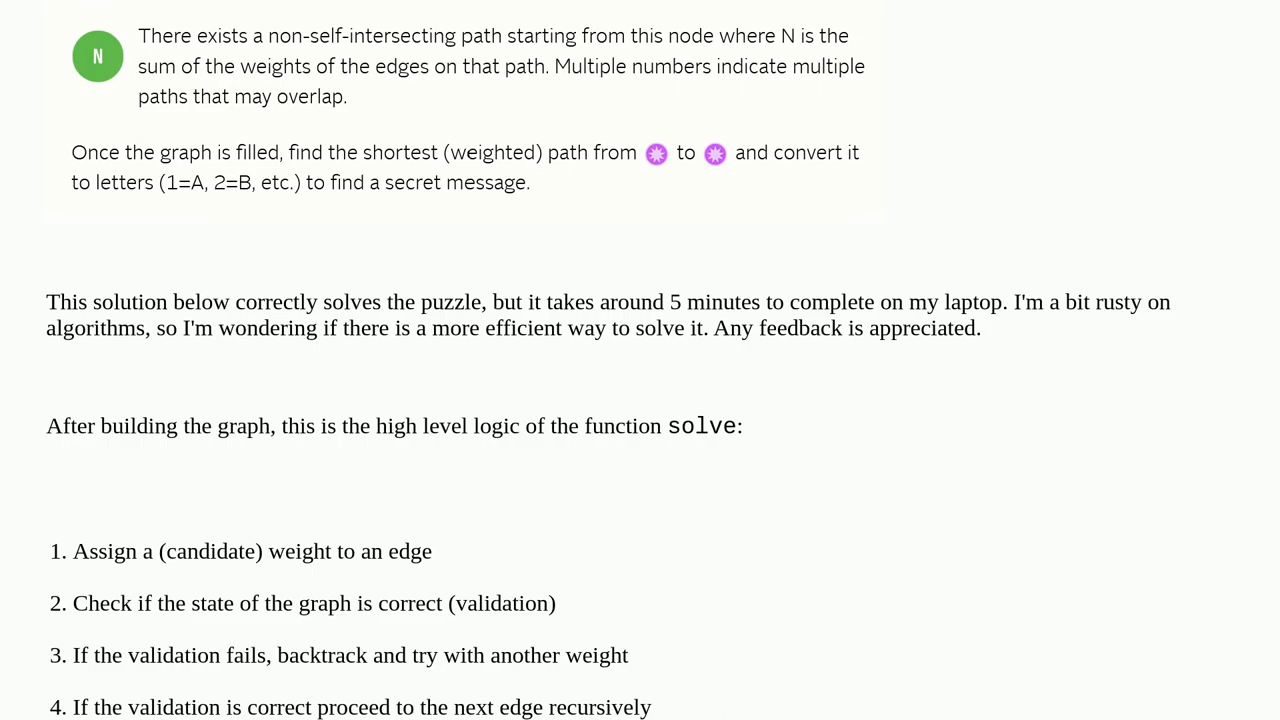 N
There exists a non-self-intersecting path starting from this node where N is the
sum of the weights of the edges on that path. Multiple numbers indicate multiple
paths that may overlap.
Once the graph is filled, find the shortest (weighted) path from to and convert it
to letters (1=A, 2=B, etc.) to find a secret message.
This solution below correctly solves the puzzle, but it takes around 5 minutes to complete on my laptop. I'm a bit rusty on
algorithms, so I'm wondering if there is a more efficient way to solve it. Any feedback is appreciated.
After building the graph, this is the high level logic of the function solve:
1. Assign a (candidate) weight to an edge
2. Check if the state of the graph is correct (validation)
3. If the validation fails, backtrack and try with another weight
4. If the validation is correct proceed to the next edge recursively